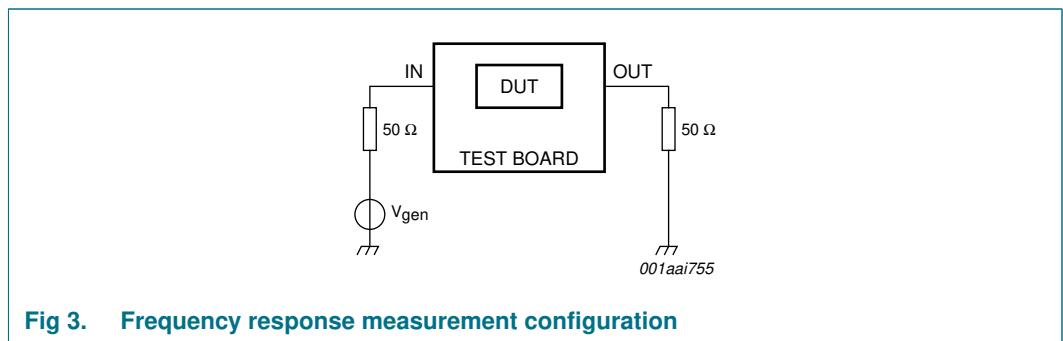 IN
OUT
DUT
50 Ω
50 Ω
TEST BOARD
Vgen
001aai755
Fig 3. Frequency response measurement configuration